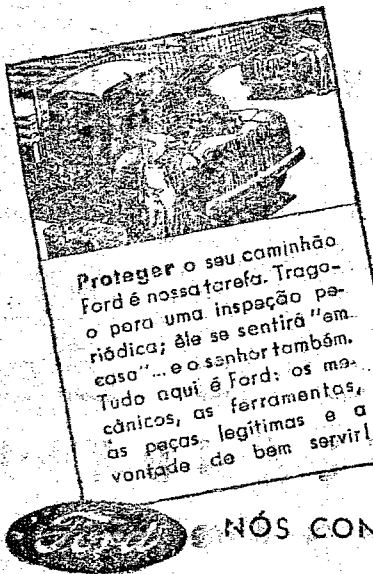 Proteger o seu caminhão
Ford é nossa tarefa. Traga-
o para uma inspeção pe-
riódica; êle se sentirá "em
casa"... e o senhor também.
Tudo aqui é Ford: os me-
cânicos, as ferramentas,
as peças legítimas e a
vontade de bem servir!
Ford NÓS CON